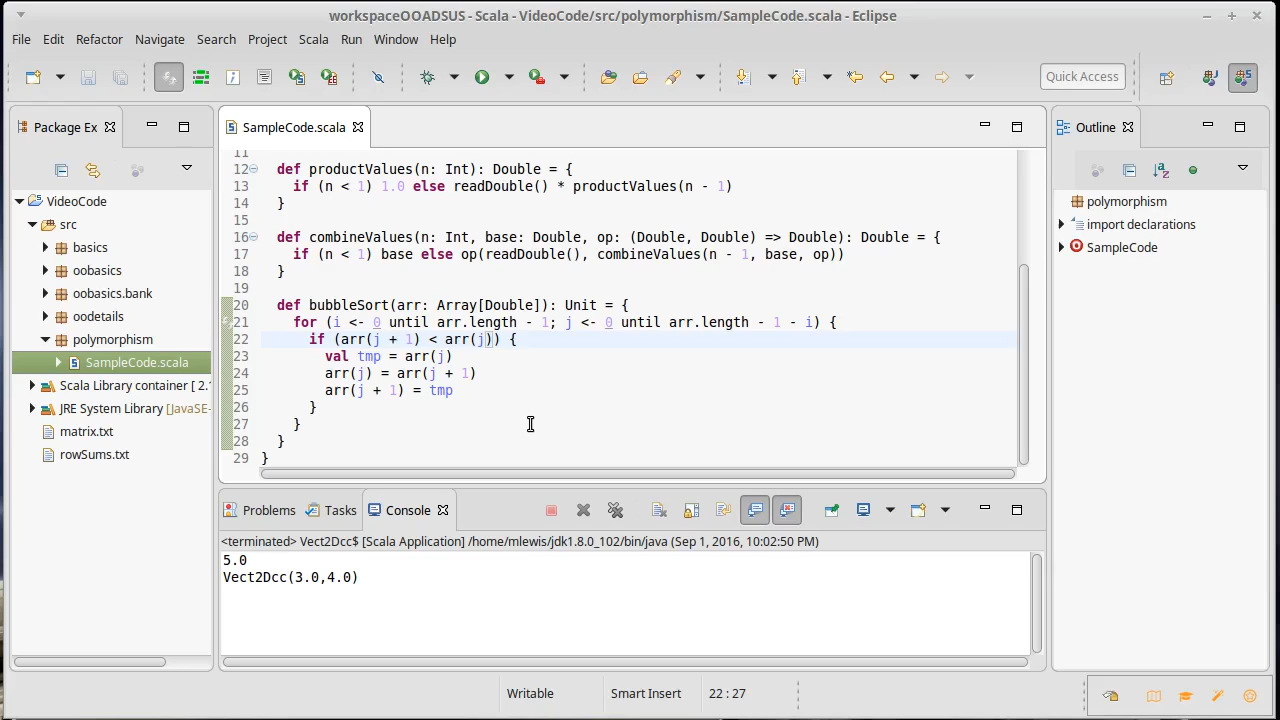 workspaceOOADSUS - Scala - VideoCode/src/polymorphism/SampleCode.scala - Eclipse
File Edit Refactor Navigate Search Project Scala Run Window Help
Quick Access
Package Ex
VideoCode
src
basics
oobasics
oobasics.bank
oodetails
polymorphism
SampleCode.scala
Scala Library container [ 2.
JRE System Library [JavaSE-
matrix.txt
rowSums.txt
SampleCode.scala
11
12 def productValues(n: Int): Double = {
13 if (n < 1) 1.0 else readDouble() * productValues(n - 1)
14 }
15
16 def combineValues(n: Int, base: Double, op: (Double, Double) => Double): Double = {
17 if (n < 1) base else op(readDouble(), combineValues(n - 1, base, op))
18 }
19
20 def bubbleSort(arr: Array[Double]): Unit = {
21 for (i <- 0 until arr.length - 1; j <- 0 until arr.length - 1 - i) {
22 if (arr(j + 1) < arr(j)) {
23 val tmp = arr(j)
24 arr(j) = arr(j + 1)
25 arr(j + 1) = tmp
26 }
27 }
28 }
29 }
Outline
polymorphism
import declarations
SampleCode
Problems Tasks Console
<terminated> Vect2Dcc$ [Scala Application] /home/mlewis/jdk1.8.0_102/bin/java (Sep 1, 2016, 10:02:50 PM)
5.0
Vect2Dcc(3.0,4.0)
Writable Smart Insert 22 : 27